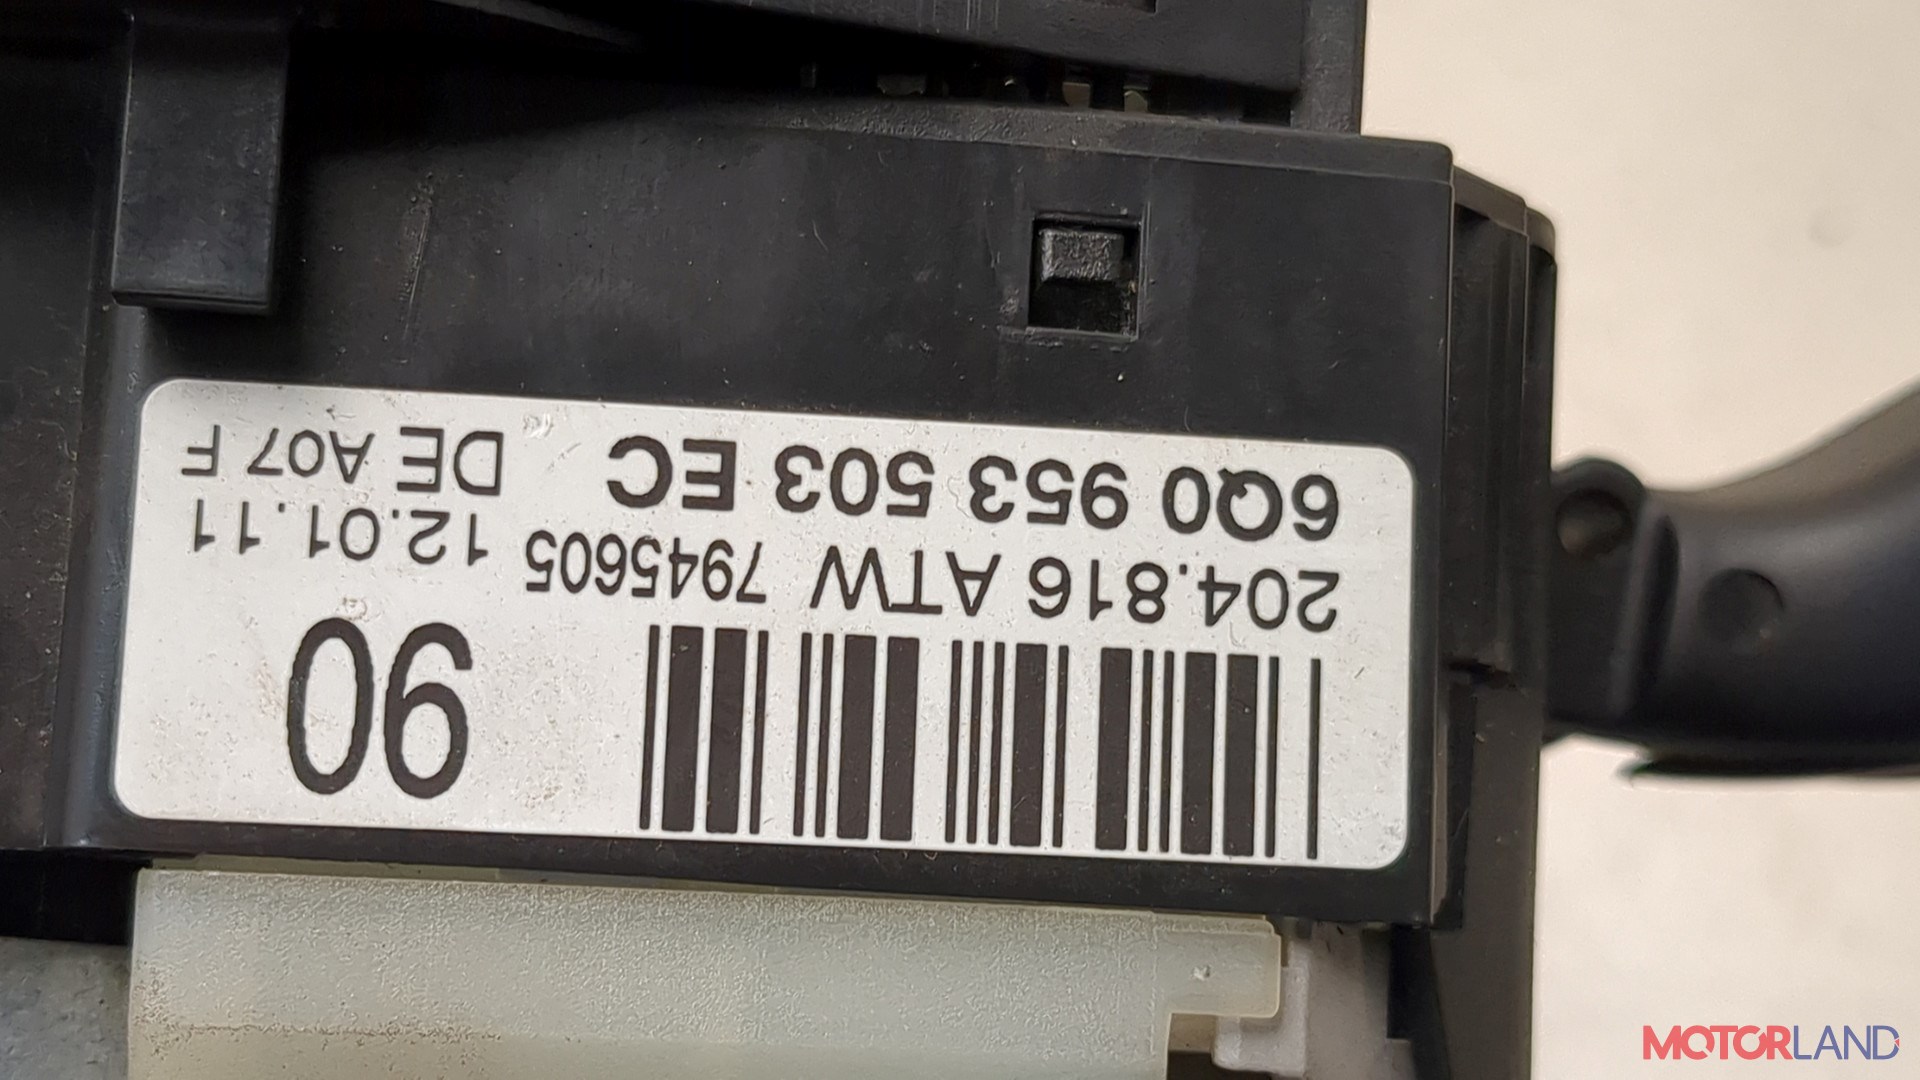 6Q0 953 503 EC DE A07 F
204.816 ATW 7945605 12.01.11
90
MOTORLAND